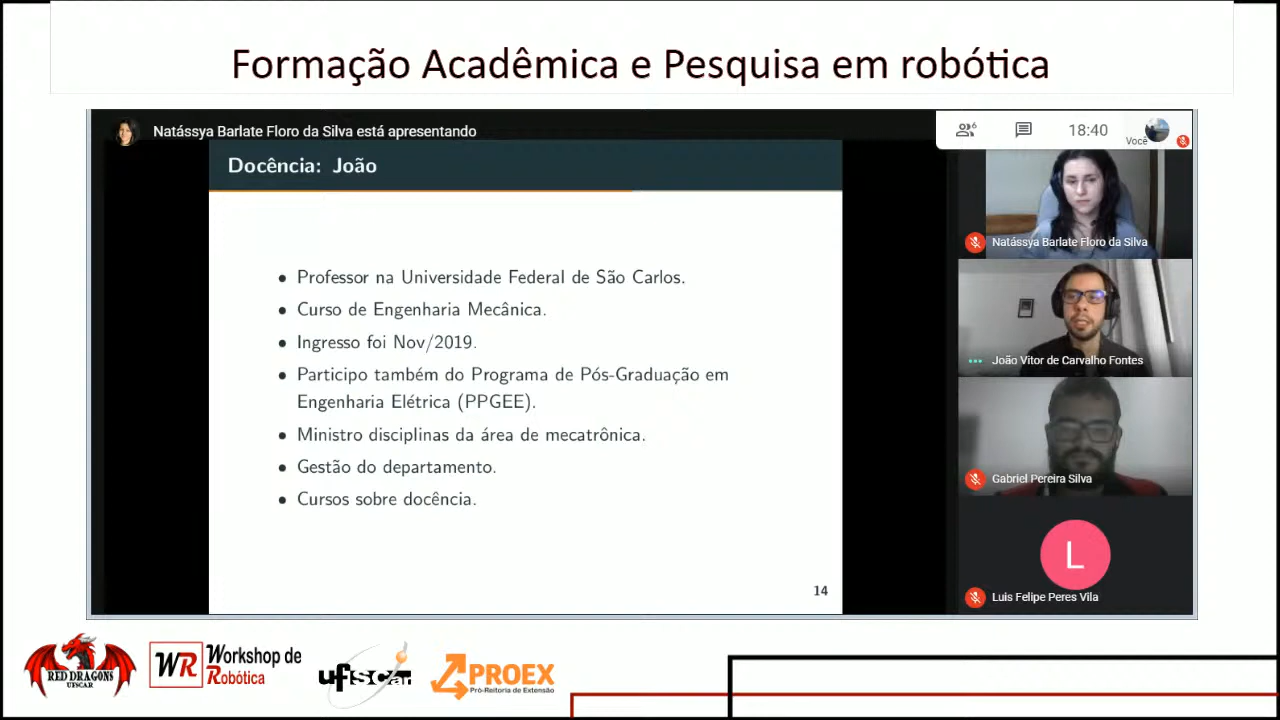 Formação Acadêmica e Pesquisa em robótica
Natássya Barlate Floro da Silva está apresentando
6
18:40
Você
Docência: João
• Professor na Universidade Federal de São Carlos.
• Curso de Engenharia Mecânica.
• Ingresso foi Nov/2019.
• Participo também do Programa de Pós-Graduação em
Engenharia Elétrica (PPGEE).
• Ministro disciplinas da área de mecatrônica.
• Gestão do departamento.
• Cursos sobre docência.
14
Natássya Barlate Floro da Silva
João Vitor de Carvalho Fontes
Gabriel Pereira Silva
L
Luis Felipe Peres Vila
RED DRAGONS
UFSCAR
WR
Workshop de
Robótica
ufscar
PROEX
Pró-Reitoria de Extensão